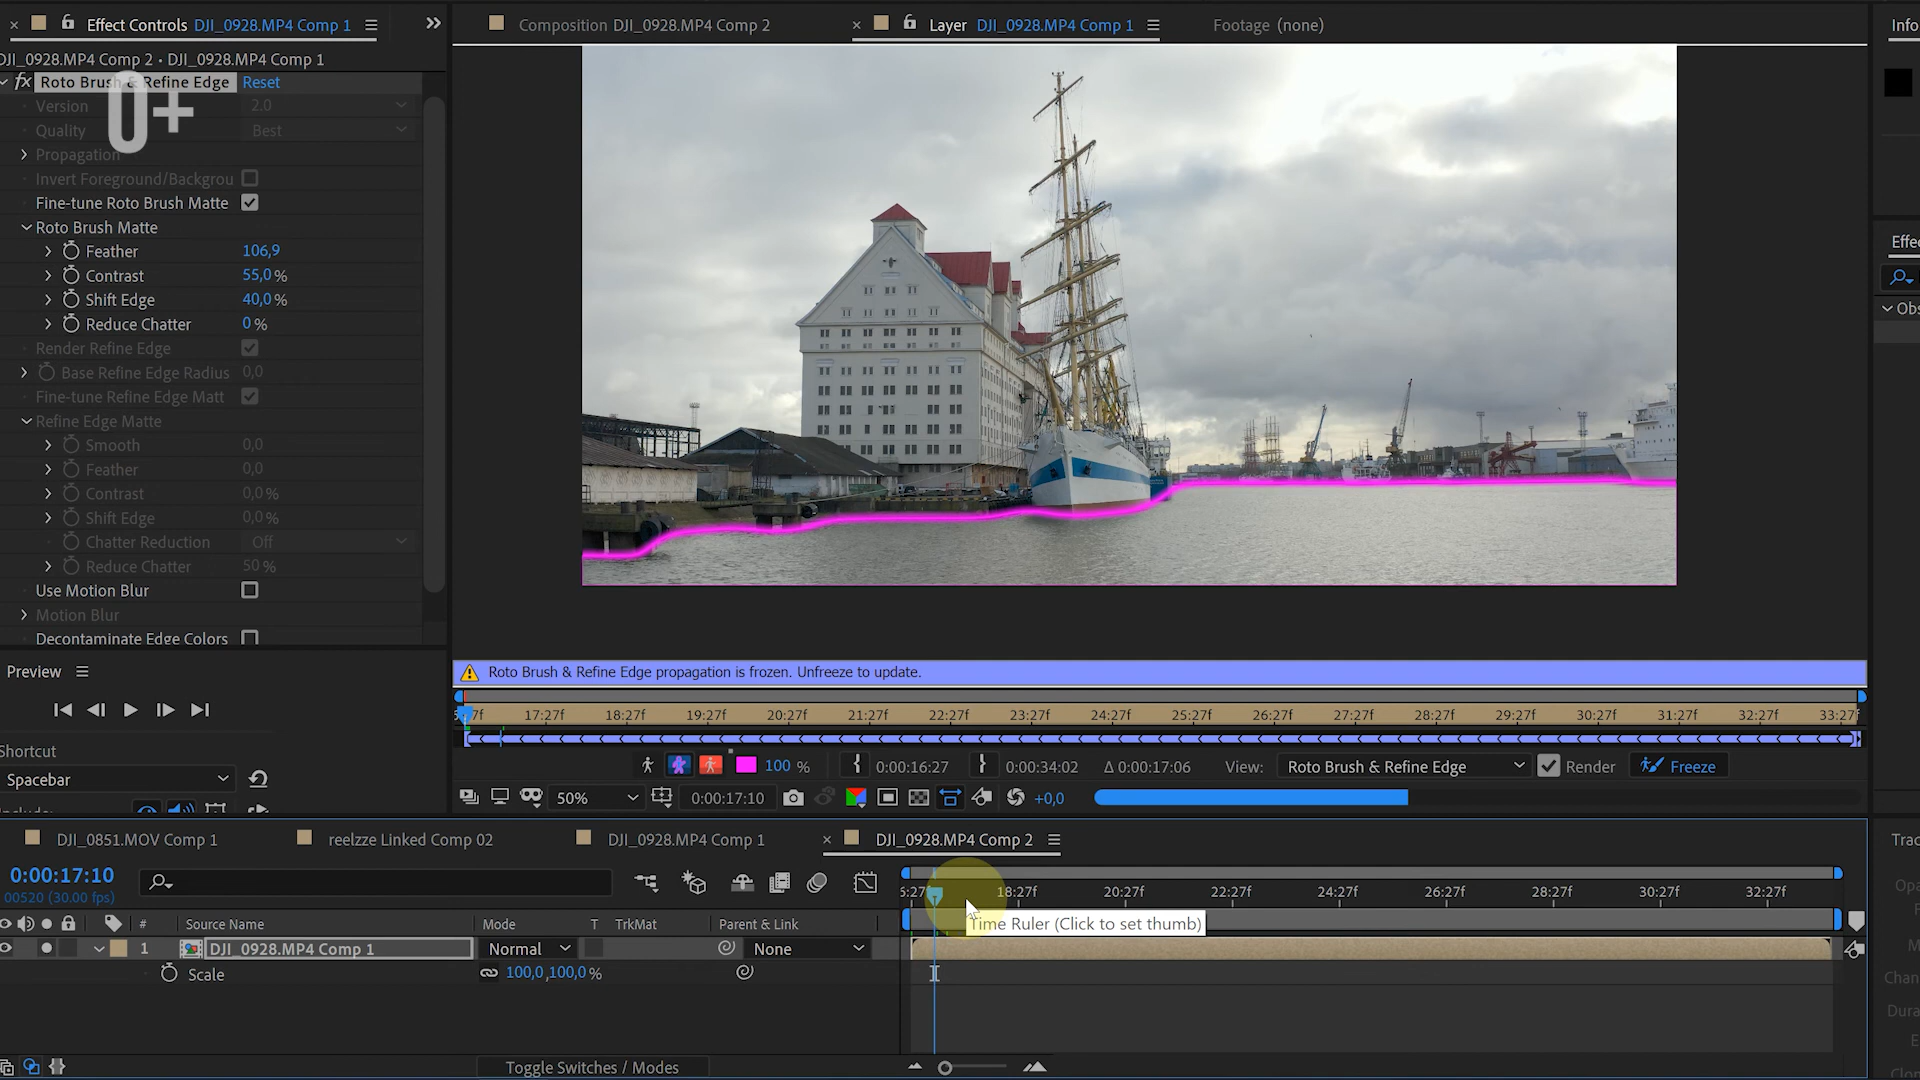 Effect Controls DJI_0928.MP4 Comp 1
DJI_0928.MP4 Comp 2 • DJI_0928.MP4 Comp 1
fx Roto Brush & Refine Edge Reset
Version 2.0
Quality Best
Propagation
Invert Foreground/Backgrou
Fine-tune Roto Brush Matte
Roto Brush Matte
Feather 106,9
Contrast 55,0 %
Shift Edge 40,0 %
Reduce Chatter 0 %
Render Refine Edge
Base Refine Edge Radius 0,0
Fine-tune Refine Edge Matt
Refine Edge Matte
Smooth 0,0
Feather 0,0
Contrast 0,0 %
Shift Edge 0,0 %
Chatter Reduction Off
Reduce Chatter 50 %
Use Motion Blur
Motion Blur
Decontaminate Edge Colors
0+
Composition DJI_0928.MP4 Comp 2
Layer DJI_0928.MP4 Comp 1
Footage (none)
Info
Effec
Obs
Roto Brush & Refine Edge propagation is frozen. Unfreeze to update.
17:27f 18:27f 19:27f 20:27f 21:27f 22:27f 23:27f 24:27f 25:27f 26:27f 27:27f 28:27f 29:27f 30:27f 31:27f 32:27f 33:27f
100 % 0:00:16:27 0:00:34:02 Δ 0:00:17:06 View: Roto Brush & Refine Edge Render Freeze
50% 0:00:17:10 +0,0
Preview
Shortcut
Spacebar
Include:
DJI_0851.MOV Comp 1
reelzze Linked Comp 02
DJI_0928.MP4 Comp 1
DJI_0928.MP4 Comp 2
0:00:17:10
00520 (30.00 fps)
6:27f 18:27f 20:27f 22:27f 24:27f 26:27f 28:27f 30:27f 32:27f
Time Ruler (Click to set thumb)
# Source Name Mode T TrkMat Parent & Link
1 DJI_0928.MP4 Comp 1 Normal None
Scale 100,0,100,0 %
Toggle Switches / Modes
Trac
Opa
F
M
Chan
Dura
E
Clon